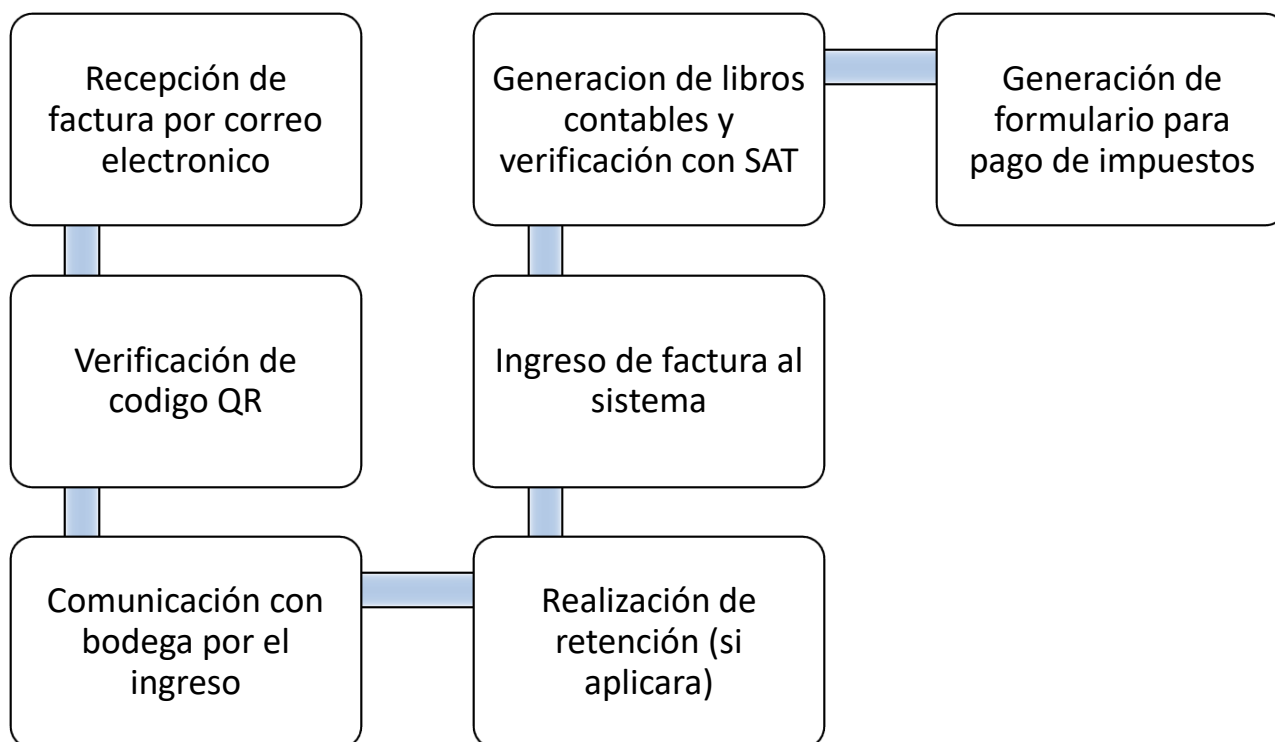 Recepción de
factura por correo
electronico
Verificación de
codigo QR
Comunicación con
bodega por el
ingreso
Realización de
retención (si
aplicara)
Ingreso de factura al
sistema
Generacion de libros
contables y
verificación con SAT
Generación de
formulario para
pago de impuestos